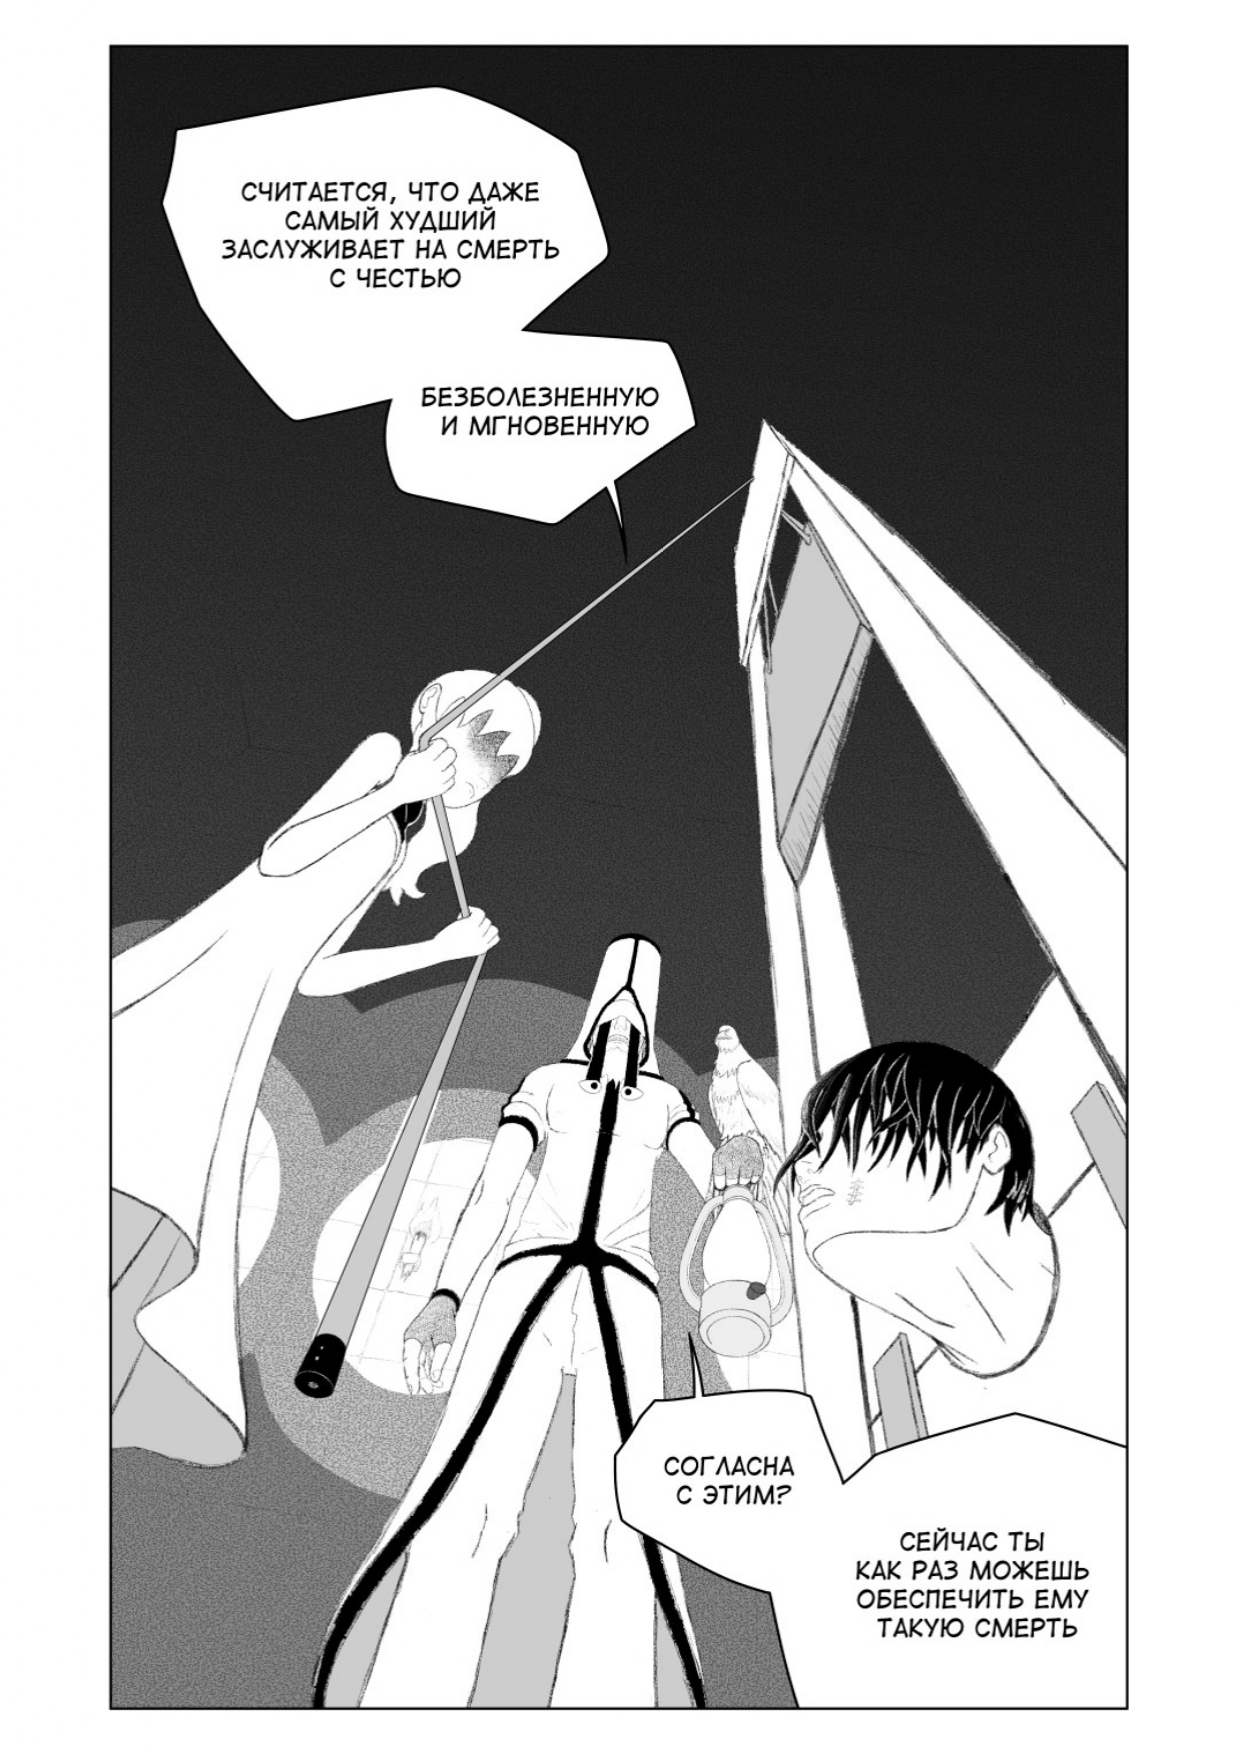 СЧИТАЕТСЯ, ЧТО ДАЖЕ
САМЫЙ ХУДШИЙ
ЗАСЛУЖИВАЕТ НА СМЕРТЬ
С ЧЕСТЬЮ
БЕЗБОЛЕЗНЕННУЮ
И МГНОВЕННУЮ
СОГЛАСНА
С ЭТИМ?
СЕЙЧАС ТЫ
КАК РАЗ МОЖЕШЬ
ОБЕСПЕЧИТЬ ЕМУ
ТАКУЮ СМЕРТЬ